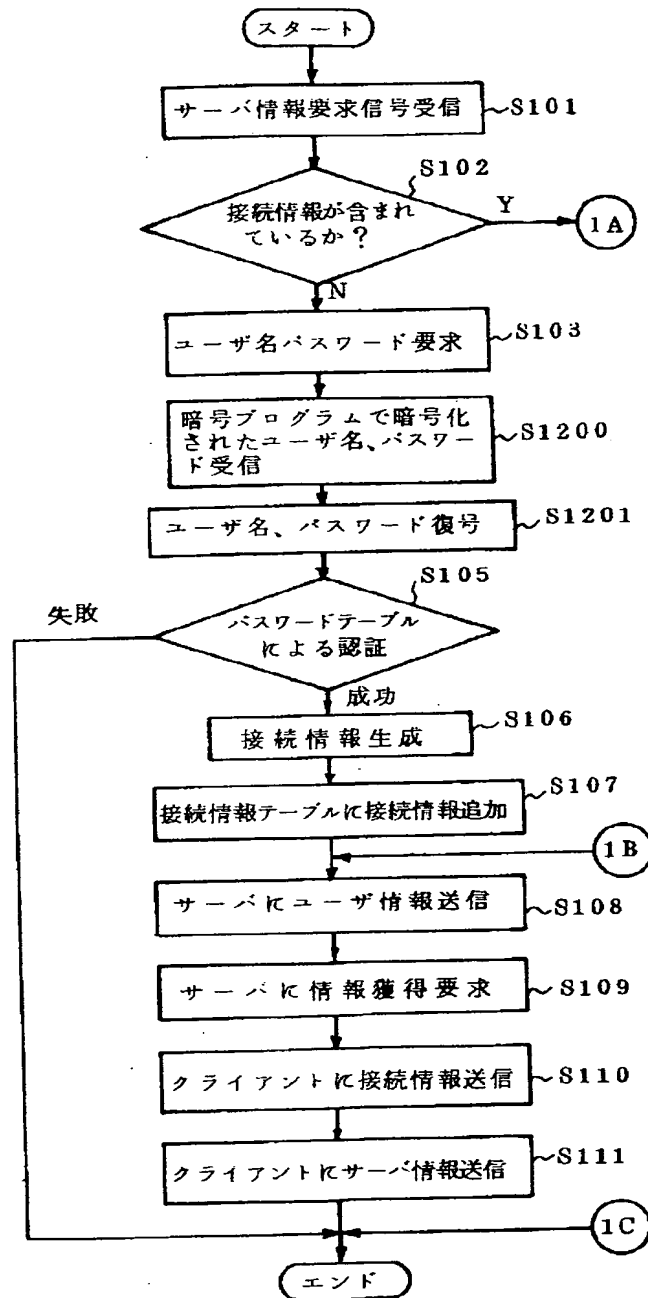 スタート
サーバ情報要求信号受信
S101
S102
接続情報が含まれ
ているか？
Y
1A
N
ユーザ名パスワード要求
S103
暗号プログラムで暗号化
されたユーザ名、パスワー
ド受信
S1200
ユーザ名、パスワード復号
S1201
S105
失敗
パスワードテーブル
による認証
成功
接続情報生成
S106
接続情報テーブルに接続情報追加
S107
1B
サーバにユーザ情報送信
S108
サーバに情報獲得要求
S109
クライアントに接続情報送信
S110
クライアントにサーバ情報送信
S111
1C
エンド